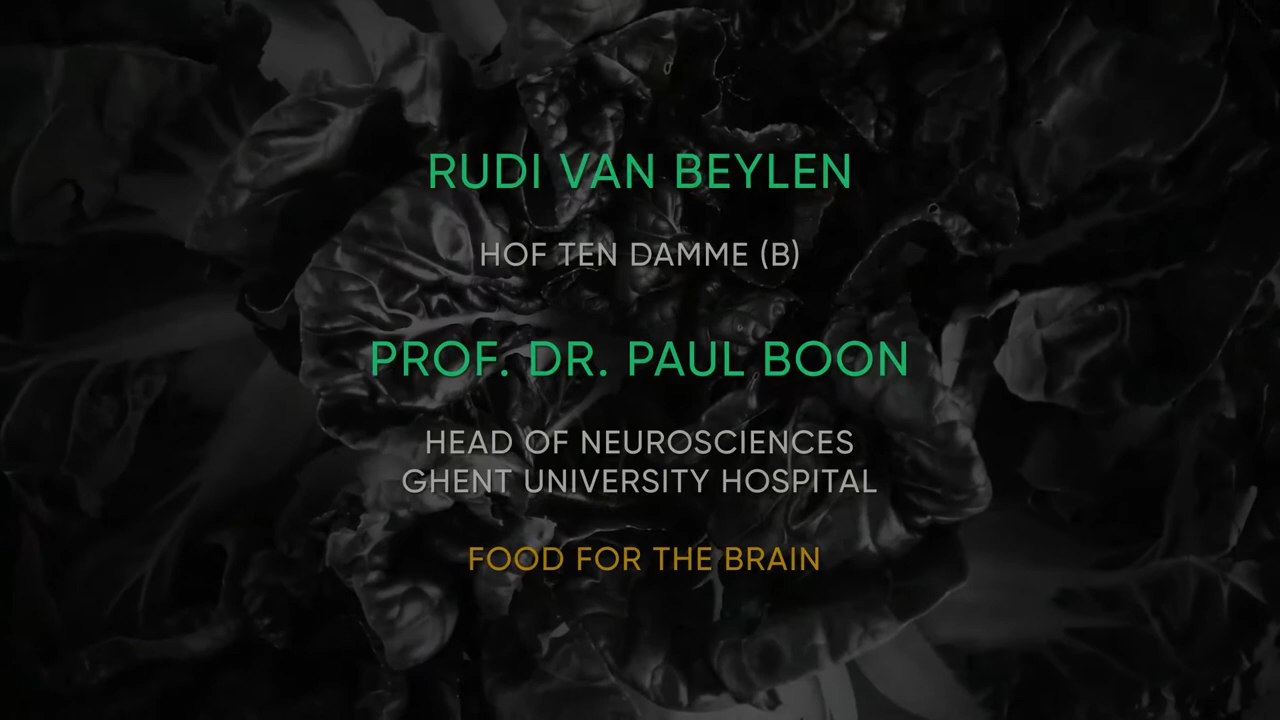 RUDI VAN BEYLEN
HOF TEN DAMME (B)
PROF. DR. PAUL BOON
HEAD OF NEUROSCIENCES
GHENT UNIVERSITY HOSPITAL
FOOD FOR THE BRAIN